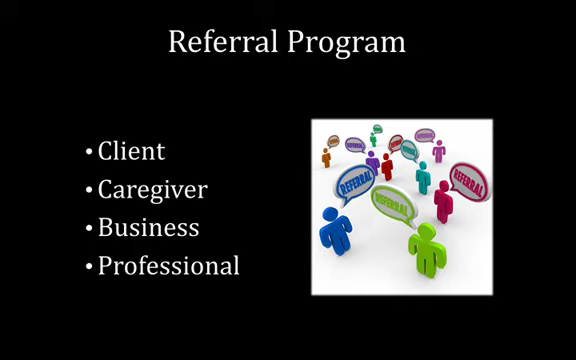 Referral Program
• Client
• Caregiver
• Business
• Professional
REFERRAL
REFERRAL
REFERRAL